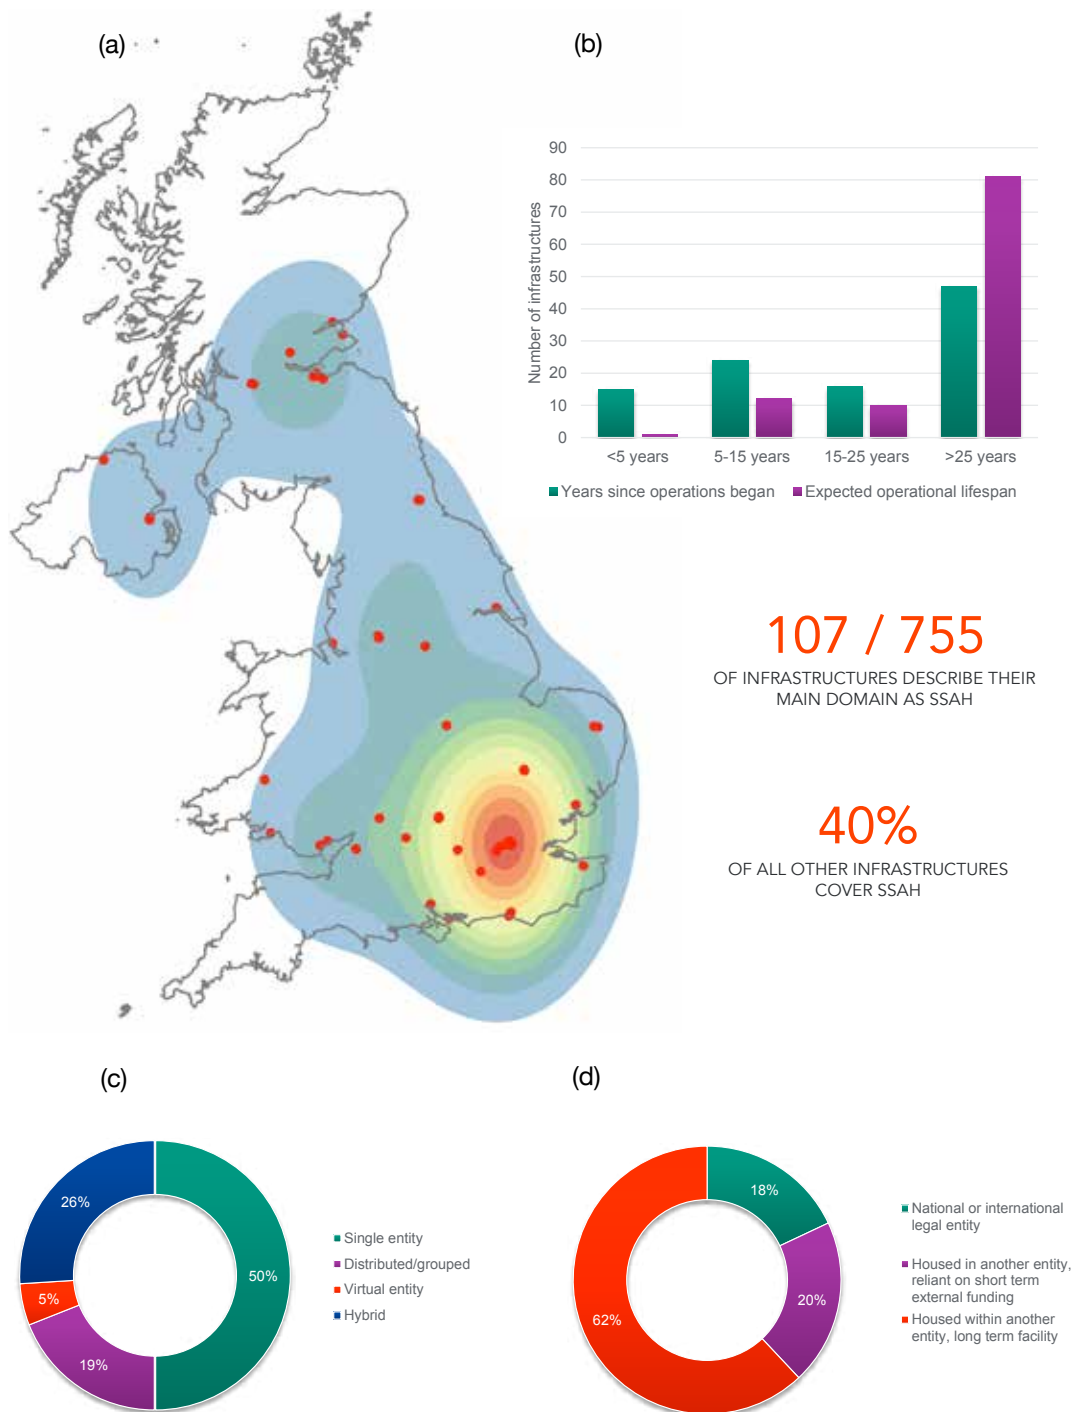 (a)
(b)
Number of infrastructures
90
80
70
60
50
40
30
20
10
0
<5 years
5-15 years
15-25 years
>25 years
Years since operations began
Expected operational lifespan
107 / 755
OF INFRASTRUCTURES DESCRIBE THEIR
MAIN DOMAIN AS SSAH
40%
OF ALL OTHER INFRASTRUCTURES
COVER SSAH
(c)
26%
50%
5%
19%
Single entity
Distributed/grouped
Virtual entity
Hybrid
(d)
18%
20%
62%
National or international
legal entity
Housed in another entity,
reliant on short term
external funding
Housed within another
entity, long term facility